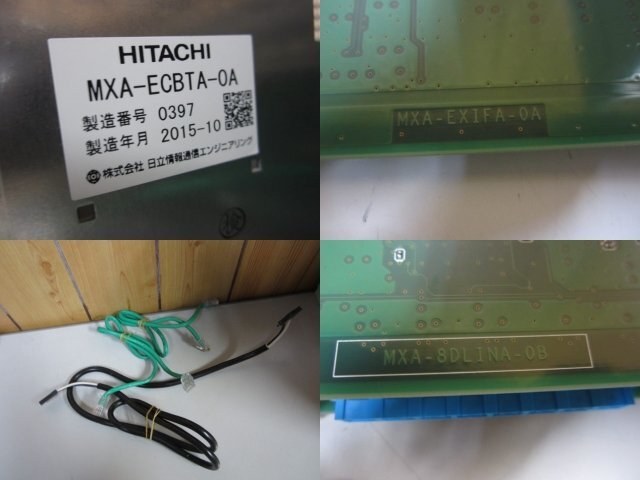 HITACHI
MXA-ECBTA-0A
製造番号 0397
製造年月 2015-10
株式会社 日立情報通信エンジニアリング
MXA-EXIFA-0A
MXA-8DLINA-0B